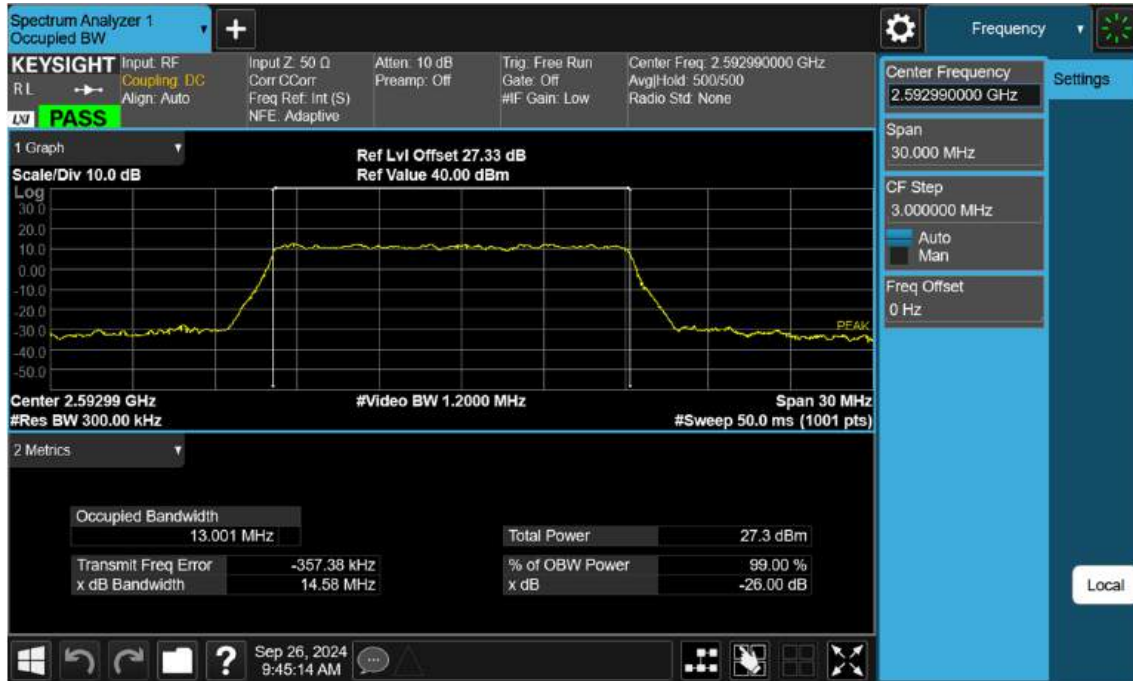 Spectrum Analyzer 1
Occupied BW
+
Frequency
KEYSIGHT
RL
LXI PASS
Input: RF
Coupling: DC
Align: Auto
Input Z: 50 Ω
Corr CCorr
Freq Ref: Int (S)
NFE: Adaptive
Atten: 10 dB
Preamp: Off
Trig: Free Run
Gate: Off
#IF Gain: Low
Center Freq: 2.592990000 GHz
Avg|Hold: 500/500
Radio Std: None
Center Frequency
2.592990000 GHz
Settings
Span
30.000 MHz
CF Step
3.000000 MHz
Auto
Man
Freq Offset
0 Hz
Local
1 Graph
Ref Lvl Offset 27.33 dB
Scale/Div 10.0 dB
Ref Value 40.00 dBm
Log
30.0
20.0
10.0
0.00
-10.0
-20.0
-30.0
-40.0
-50.0
PEAK
Center 2.59299 GHz
#Video BW 1.2000 MHz
Span 30 MHz
#Res BW 300.00 kHz
#Sweep 50.0 ms (1001 pts)
2 Metrics
Occupied Bandwidth
13.001 MHz
Total Power 27.3 dBm
Transmit Freq Error -357.38 kHz
% of OBW Power 99.00 %
x dB Bandwidth 14.58 MHz
x dB -26.00 dB
?
Sep 26, 2024
9:45:14 AM